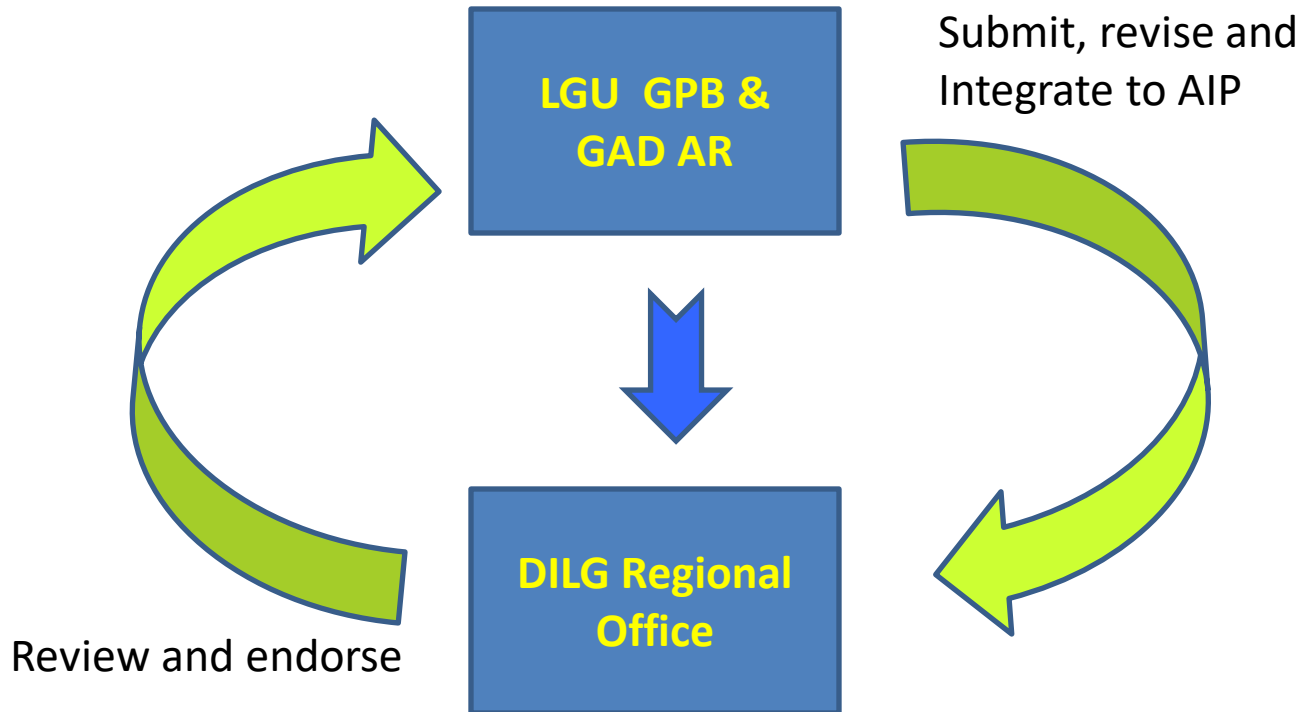 LGU GPB &
GAD AR
Submit, revise and
Integrate to AIP
DILG Regional
Office
Review and endorse